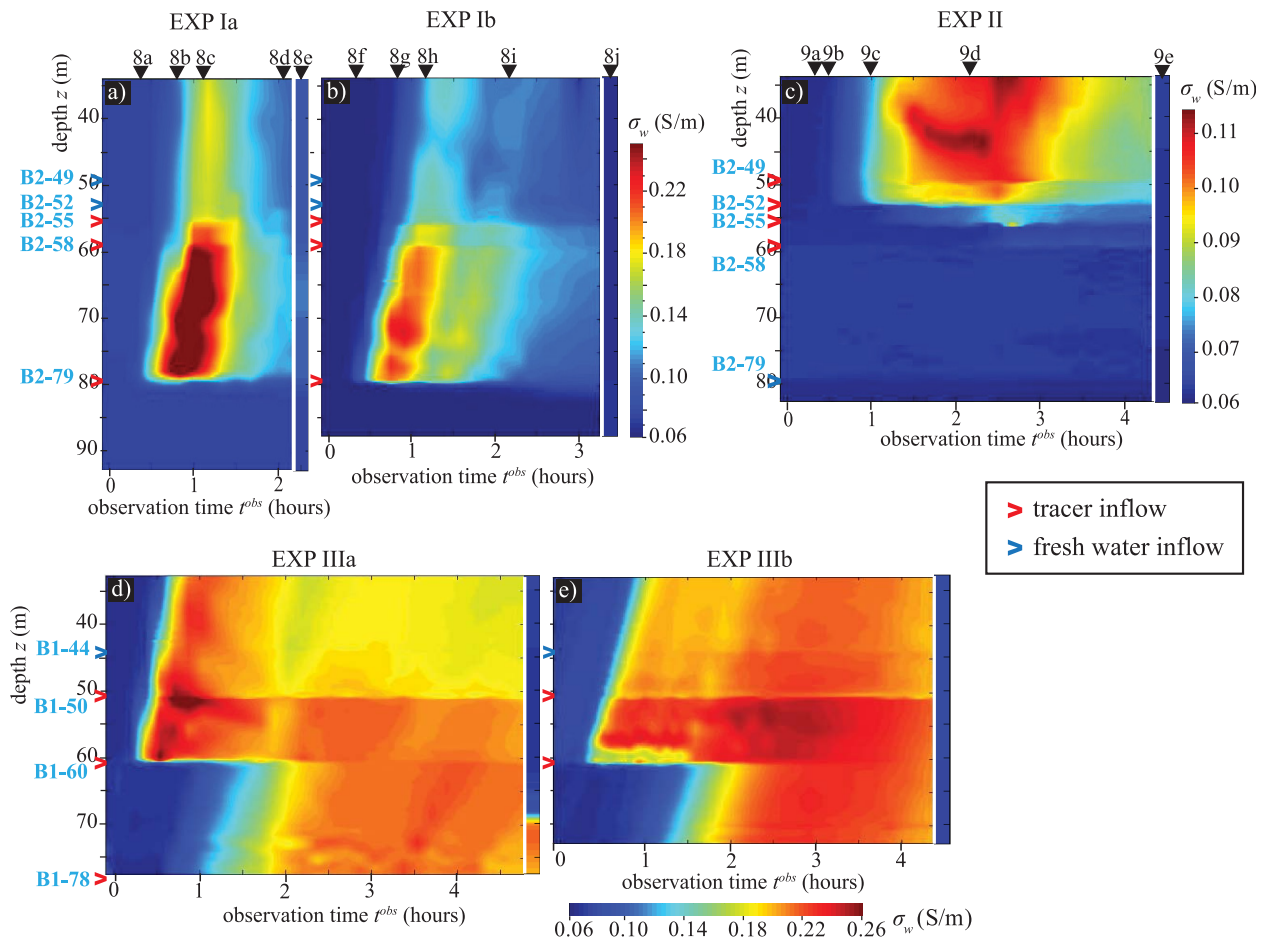 EXP Ia
EXP Ib
EXP II
8a 8b 8c 8d 8e
8f 8g 8h 8i 8j
9a 9b 9c 9d 9e
a)
b)
c)
depth z (m)
40
50
60
70
80
90
B2-49
B2-52
B2-55
B2-58
B2-79
0 1 2
observation time t^obs (hours)
0 1 2 3
observation time t^obs (hours)
σw (S/m)
0.22
0.18
0.14
0.10
0.06
depth z (m)
40
50
60
70
80
B2-49
B2-52
B2-55
B2-58
B2-79
0 1 2 3 4
observation time t^obs (hours)
σw (S/m)
0.11
0.10
0.09
0.08
0.07
0.06
> tracer inflow
> fresh water inflow
EXP IIIa
EXP IIIb
d)
e)
depth z (m)
40
50
60
70
B1-44
B1-50
B1-60
B1-78
0 1 2 3 4
observation time t^obs (hours)
0 1 2 3 4
observation time t^obs (hours)
0.06 0.10 0.14 0.18 0.22 0.26 σw (S/m)